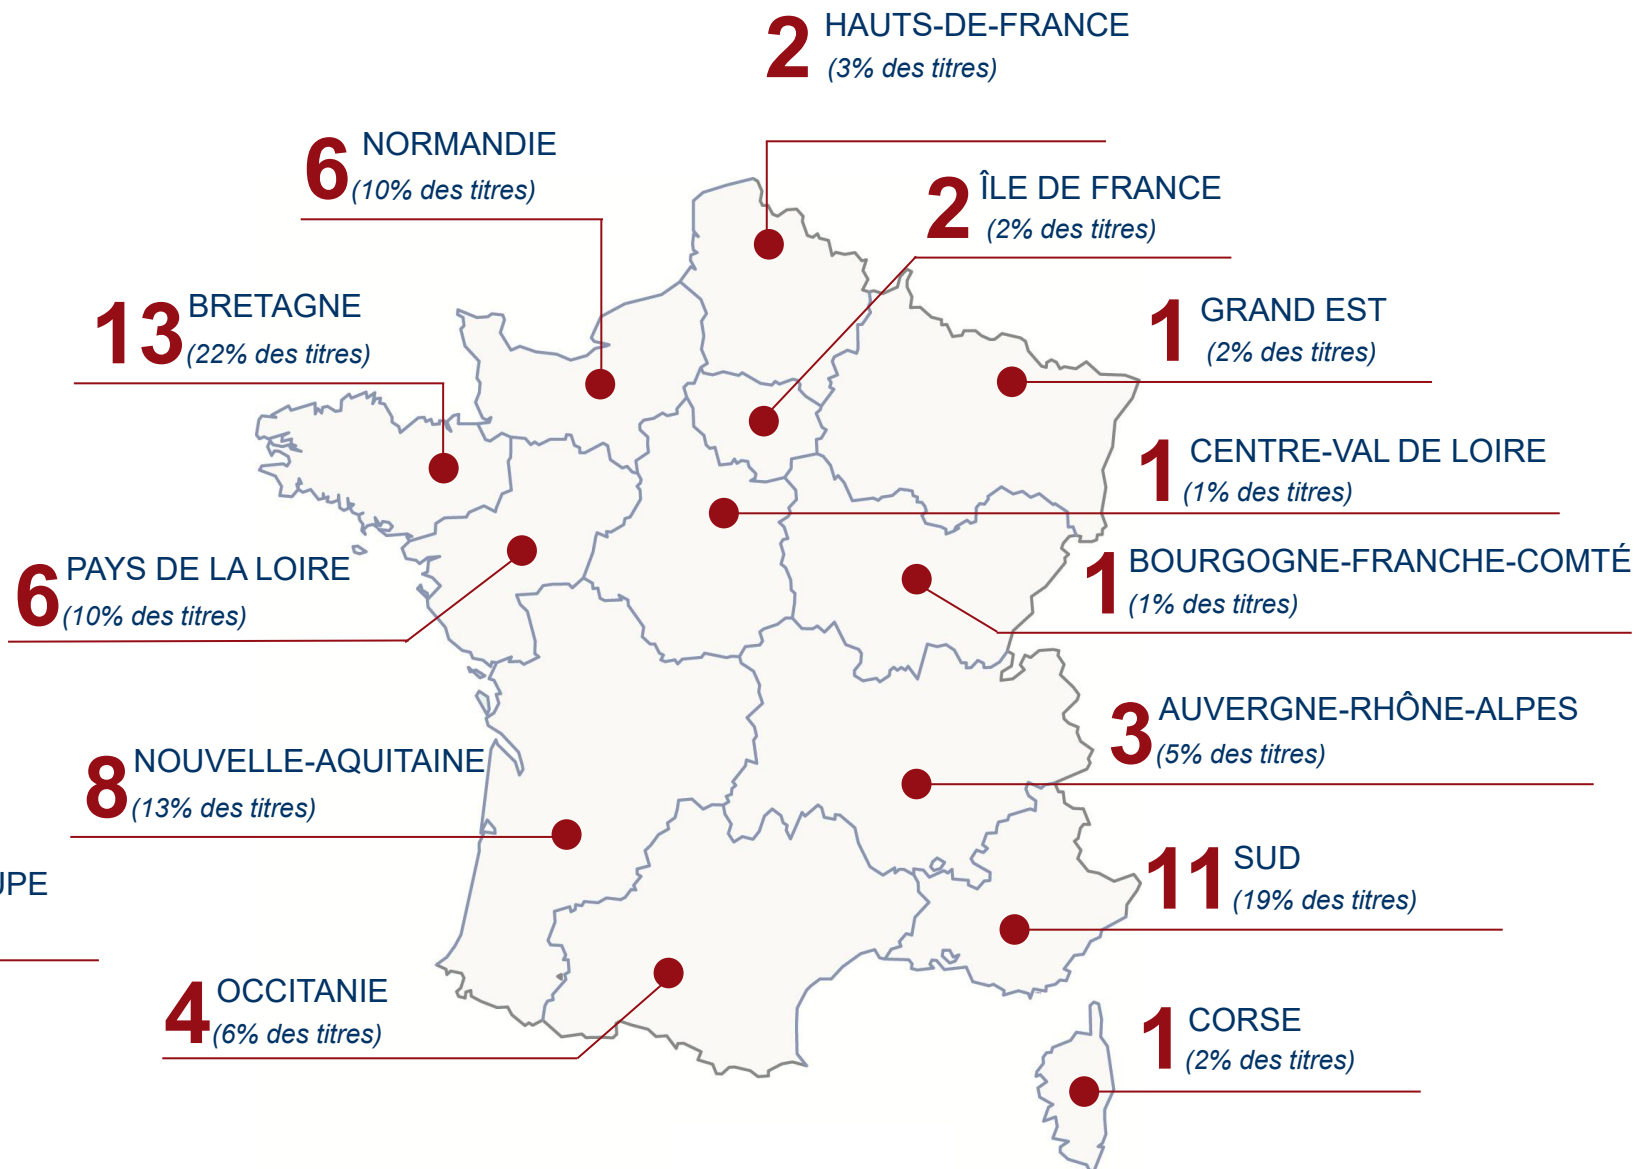 2 HAUTS-DE-FRANCE
(3% des titres)
6 NORMANDIE
(10% des titres)
2 ÎLE DE FRANCE
(2% des titres)
13 BRETAGNE
(22% des titres)
1 GRAND EST
(2% des titres)
1 CENTRE-VAL DE LOIRE
(1% des titres)
6 PAYS DE LA LOIRE
(10% des titres)
1 BOURGOGNE-FRANCHE-COMTÉ
(1% des titres)
3 AUVERGNE-RHÔNE-ALPES
(5% des titres)
8 NOUVELLE-AQUITAINE
(13% des titres)
11 SUD
(19% des titres)
4 OCCITANIE
(6% des titres)
1 CORSE
(2% des titres)